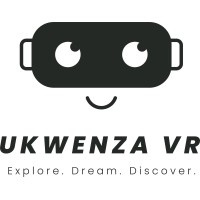 UKWENZA VR
Explore. Dream. Discover.